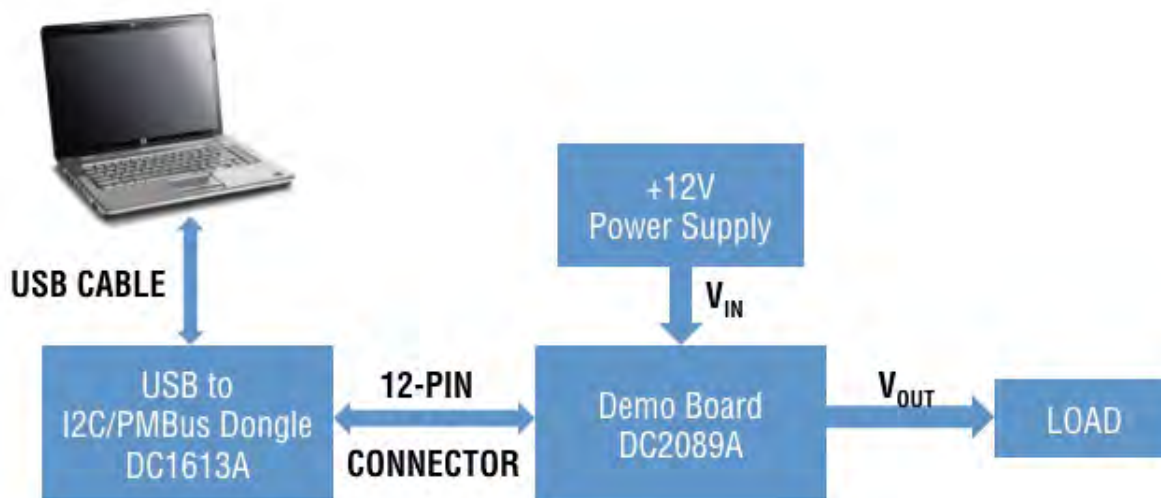 +12V
Power Supply
USB CABLE
V_IN
USB to
I2C/PMBus Dongle
DC1613A
12-PIN
CONNECTOR
Demo Board
DC2089A
V_OUT
LOAD